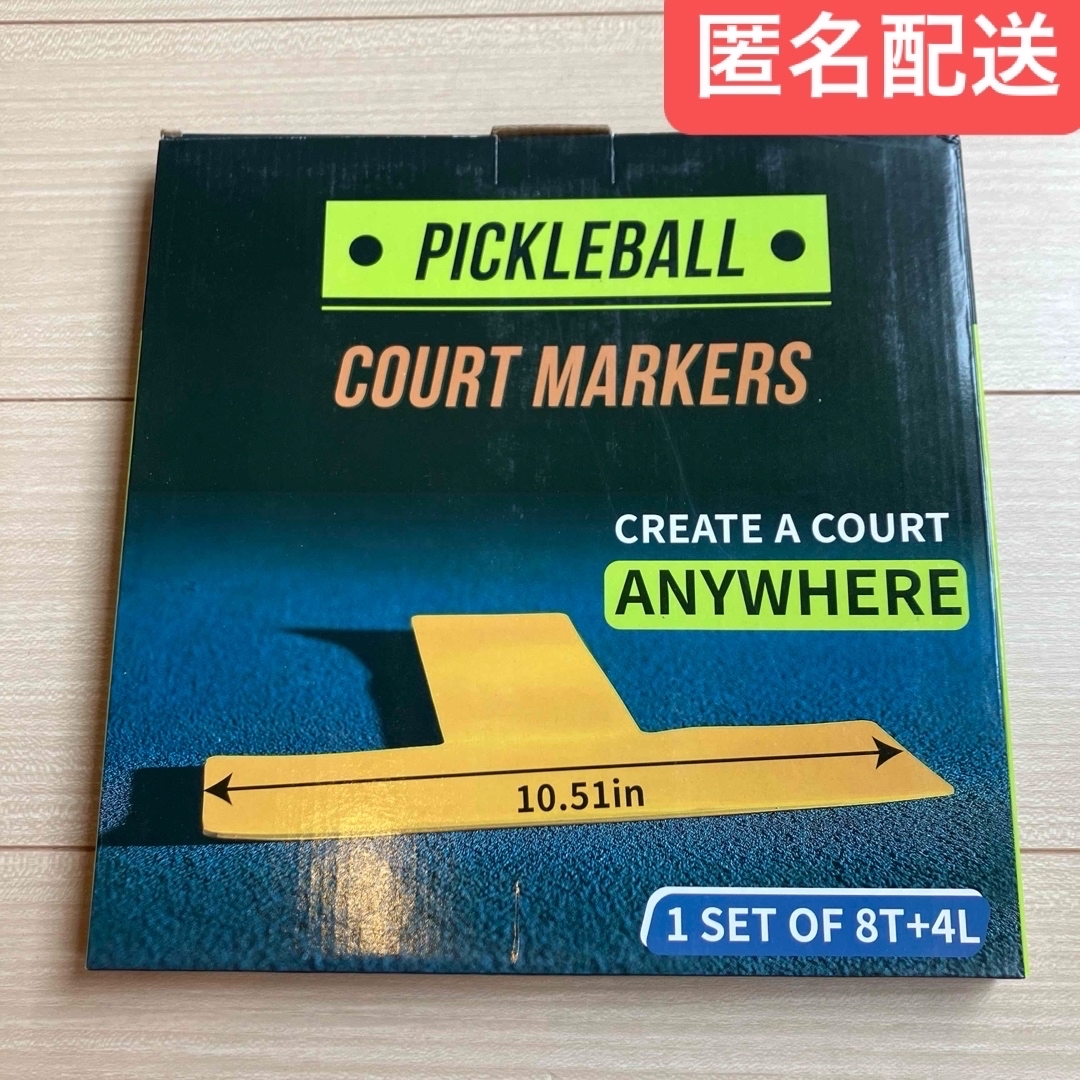 匿名配送
PICKLEBALL
COURT MARKERS
CREATE A COURT
ANYWHERE
10.51in
1 SET OF 8T+4L